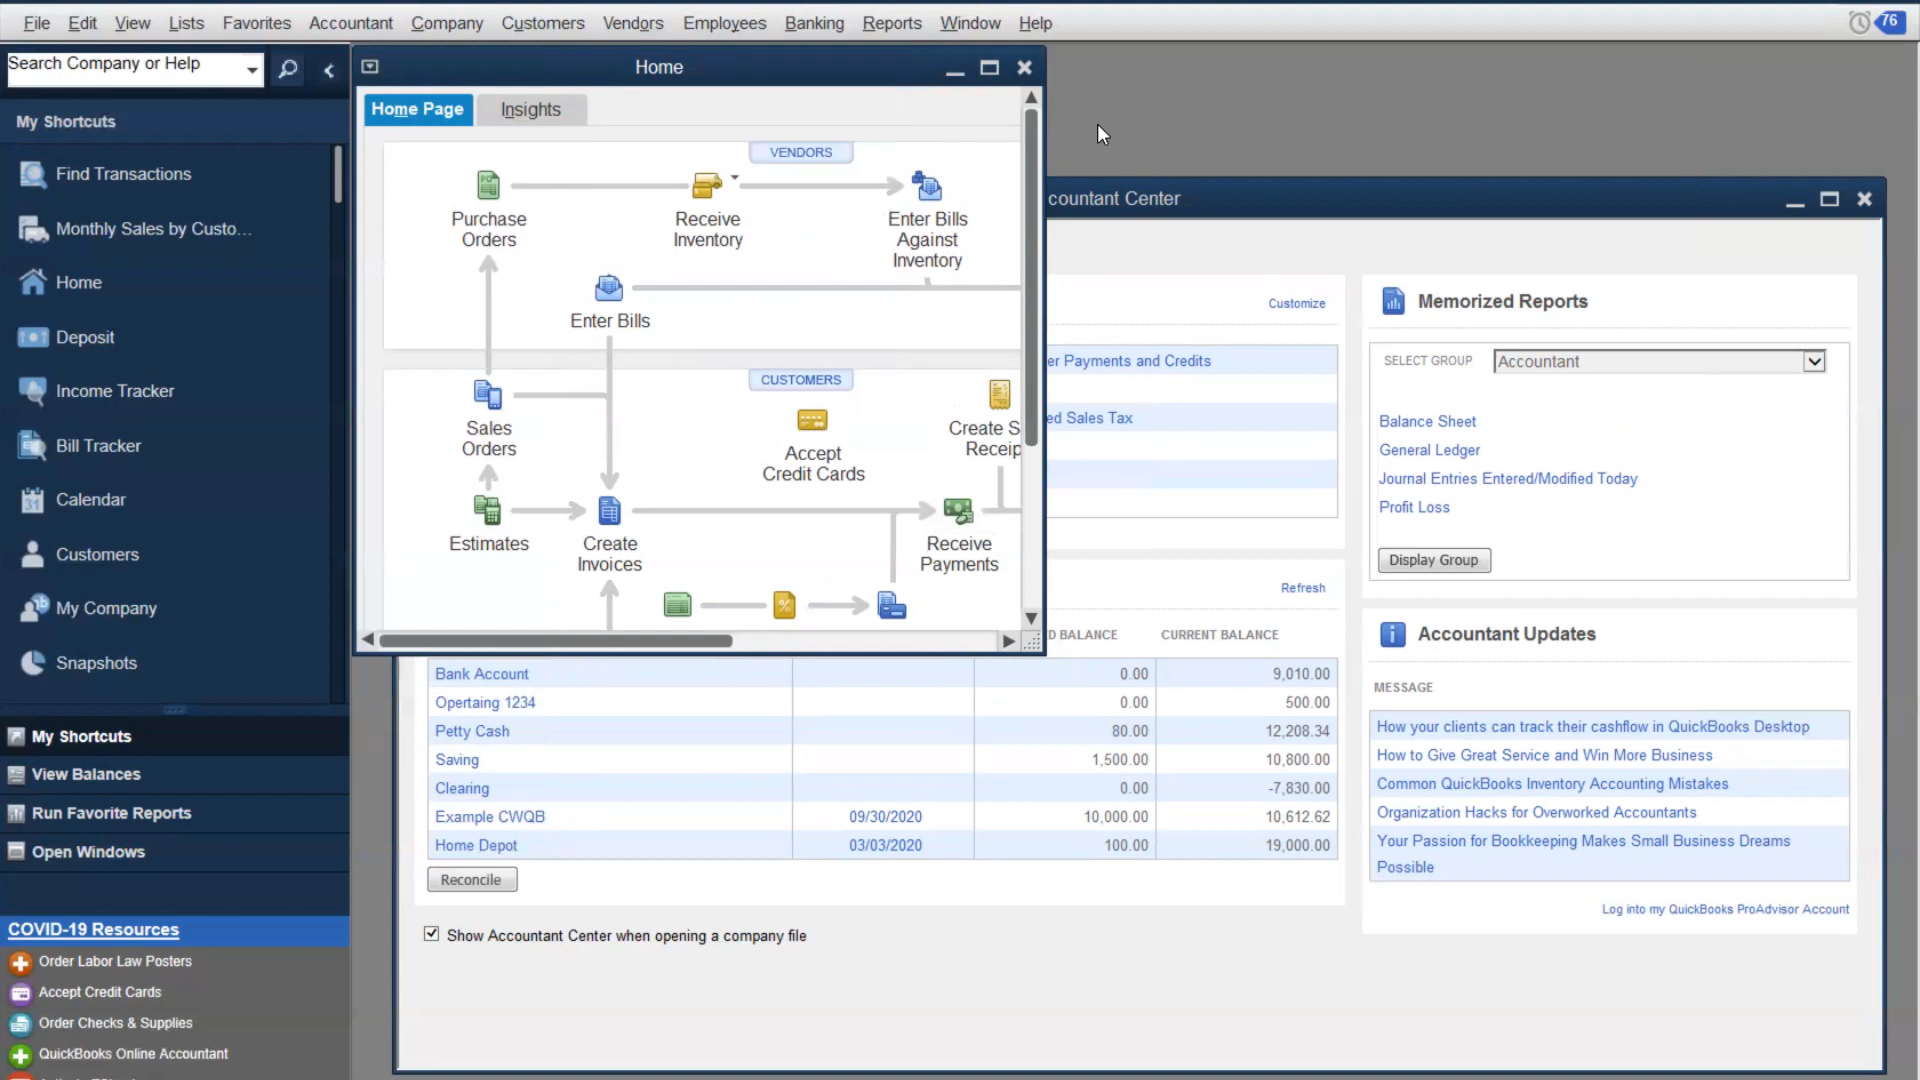 File Edit View Lists Favorites Accountant Company Customers Vendors Employees Banking Reports Window Help 76
Search Company or Help
My Shortcuts
Find Transactions
Monthly Sales by Custo...
Home
Deposit
Income Tracker
Bill Tracker
31 Calendar
Customers
My Company
Snapshots
My Shortcuts
View Balances
Run Favorite Reports
Open Windows
COVID-19 Resources
Order Labor Law Posters
Accept Credit Cards
Order Checks & Supplies
QuickBooks Online Accountant
Home
Home Page Insights
VENDORS
Purchase
Orders
Receive
Inventory
Enter Bills
Against
Inventory
Enter Bills
CUSTOMERS
Sales
Orders
Accept
Credit Cards
Create S
Receip
Estimates
Create
Invoices
Receive
Payments
countant Center
Customize
er Payments and Credits
ed Sales Tax
Refresh
D BALANCE CURRENT BALANCE
Bank Account 0.00 9,010.00
Opertaing 1234 0.00 500.00
Petty Cash 80.00 12,208.34
Saving 1,500.00 10,800.00
Clearing 0.00 -7,830.00
Example CWQB 09/30/2020 10,000.00 10,612.62
Home Depot 03/03/2020 100.00 19,000.00
Reconcile
Show Accountant Center when opening a company file
Memorized Reports
SELECT GROUP Accountant
Balance Sheet
General Ledger
Journal Entries Entered/Modified Today
Profit Loss
Display Group
Accountant Updates
MESSAGE
How your clients can track their cashflow in QuickBooks Desktop
How to Give Great Service and Win More Business
Common QuickBooks Inventory Accounting Mistakes
Organization Hacks for Overworked Accountants
Your Passion for Bookkeeping Makes Small Business Dreams
Possible
Log into my QuickBooks ProAdvisor Account